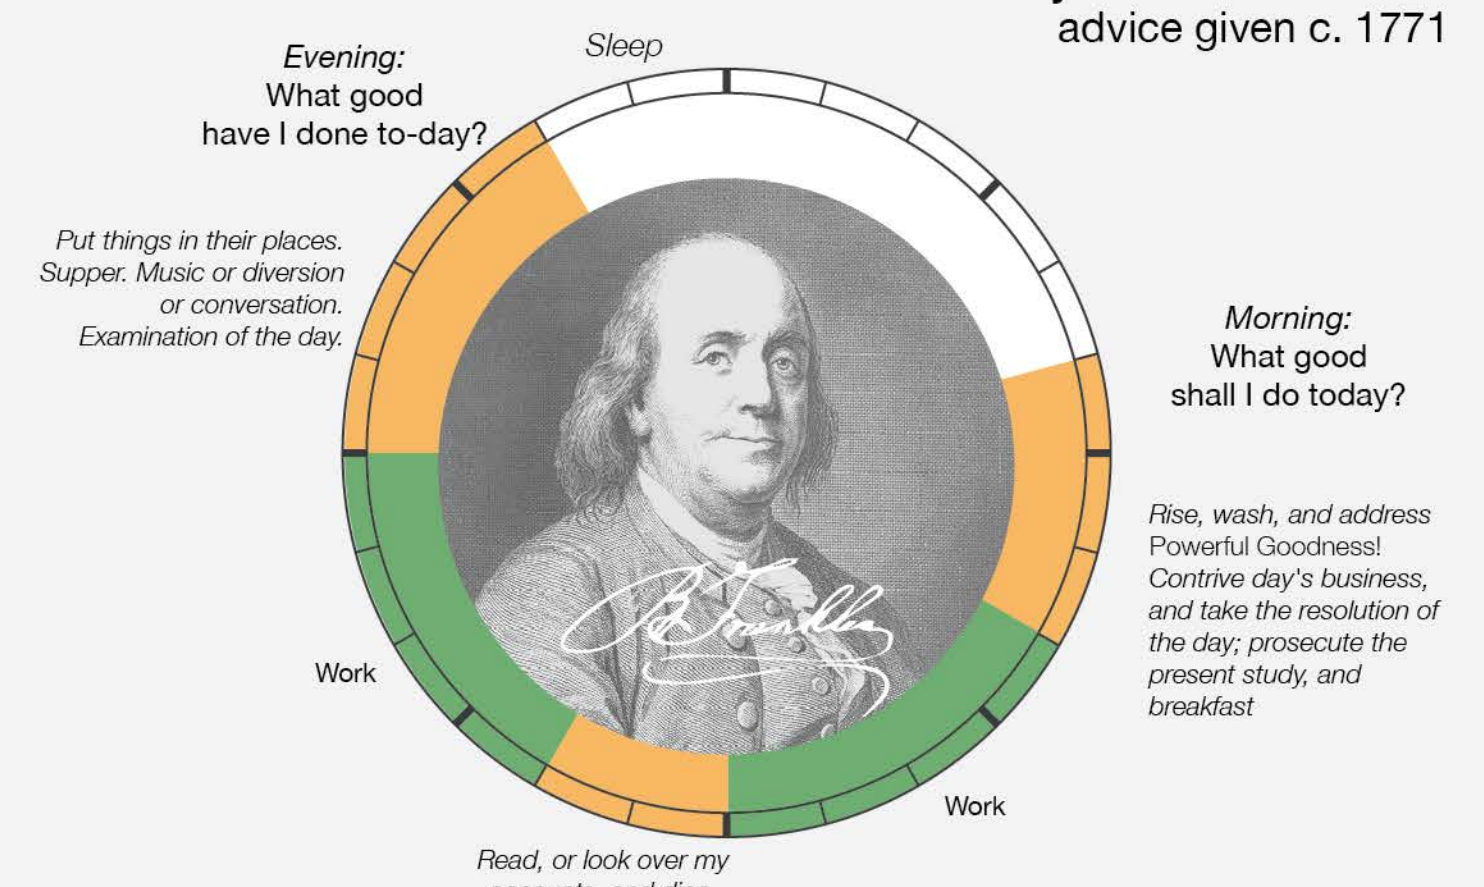 advice given c. 1771
Sleep
Evening:
What good
have I done to-day?
Put things in their places.
Supper. Music or diversion
or conversation.
Examination of the day.
Morning:
What good
shall I do today?
Rise, wash, and address
Powerful Goodness!
Contrive day's business,
and take the resolution of
the day; prosecute the
present study, and
breakfast
B Franklin
Work
Work
Read, or look over my